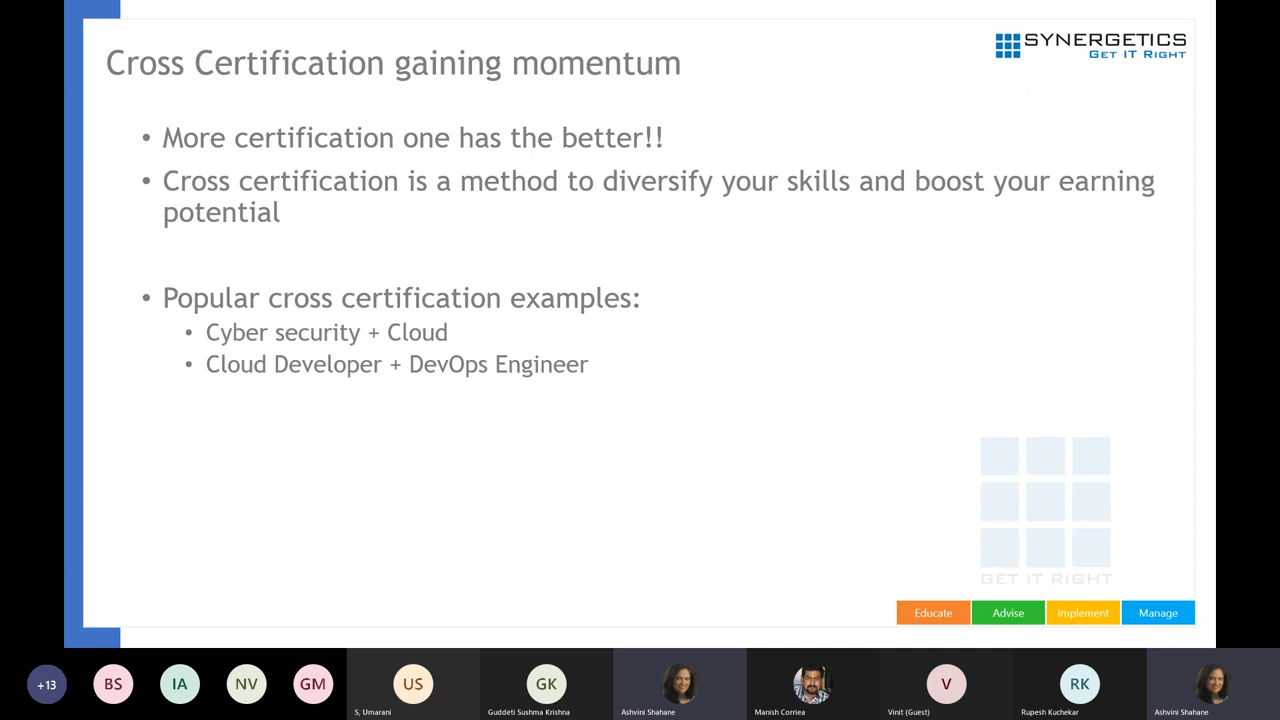 SYNERGETICS
GET IT RIGHT
Cross Certification gaining momentum
• More certification one has the better!!
• Cross certification is a method to diversify your skills and boost your earning
potential
• Popular cross certification examples:
• Cyber security + Cloud
• Cloud Developer + DevOps Engineer
GET IT RIGHT
Educate
Advise
Implement
Manage
+13
BS
IA
NV
GM
US
GK
V
RK
S, Umarani
Guddeti Sushma Krishna
Ashvini Shahane
Manish Corriea
Vinit (Guest)
Rupesh Kuchekar
Ashvini Shahane